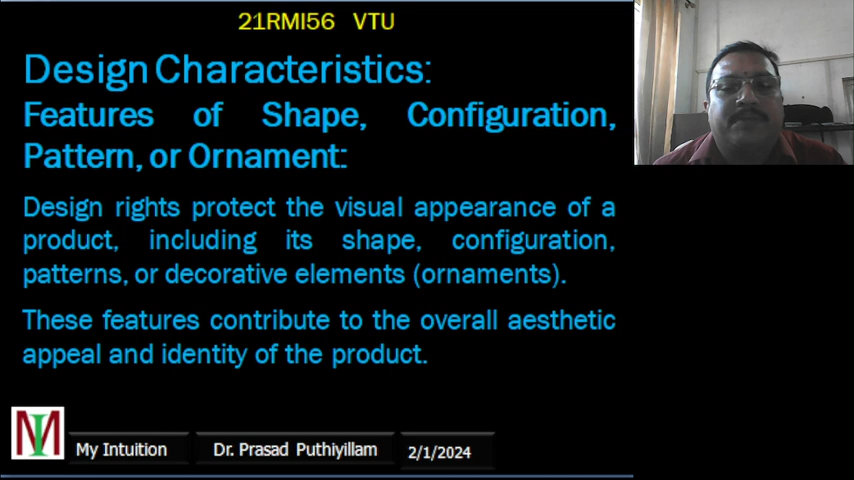 21RMI56 VTU
Design Characteristics:
Features of Shape, Configuration,
Pattern, or Ornament:
Design rights protect the visual appearance of a
product, including its shape, configuration,
patterns, or decorative elements (ornaments).
These features contribute to the overall aesthetic
appeal and identity of the product.
MI
My Intuition
Dr. Prasad Puthiyillam
2/1/2024